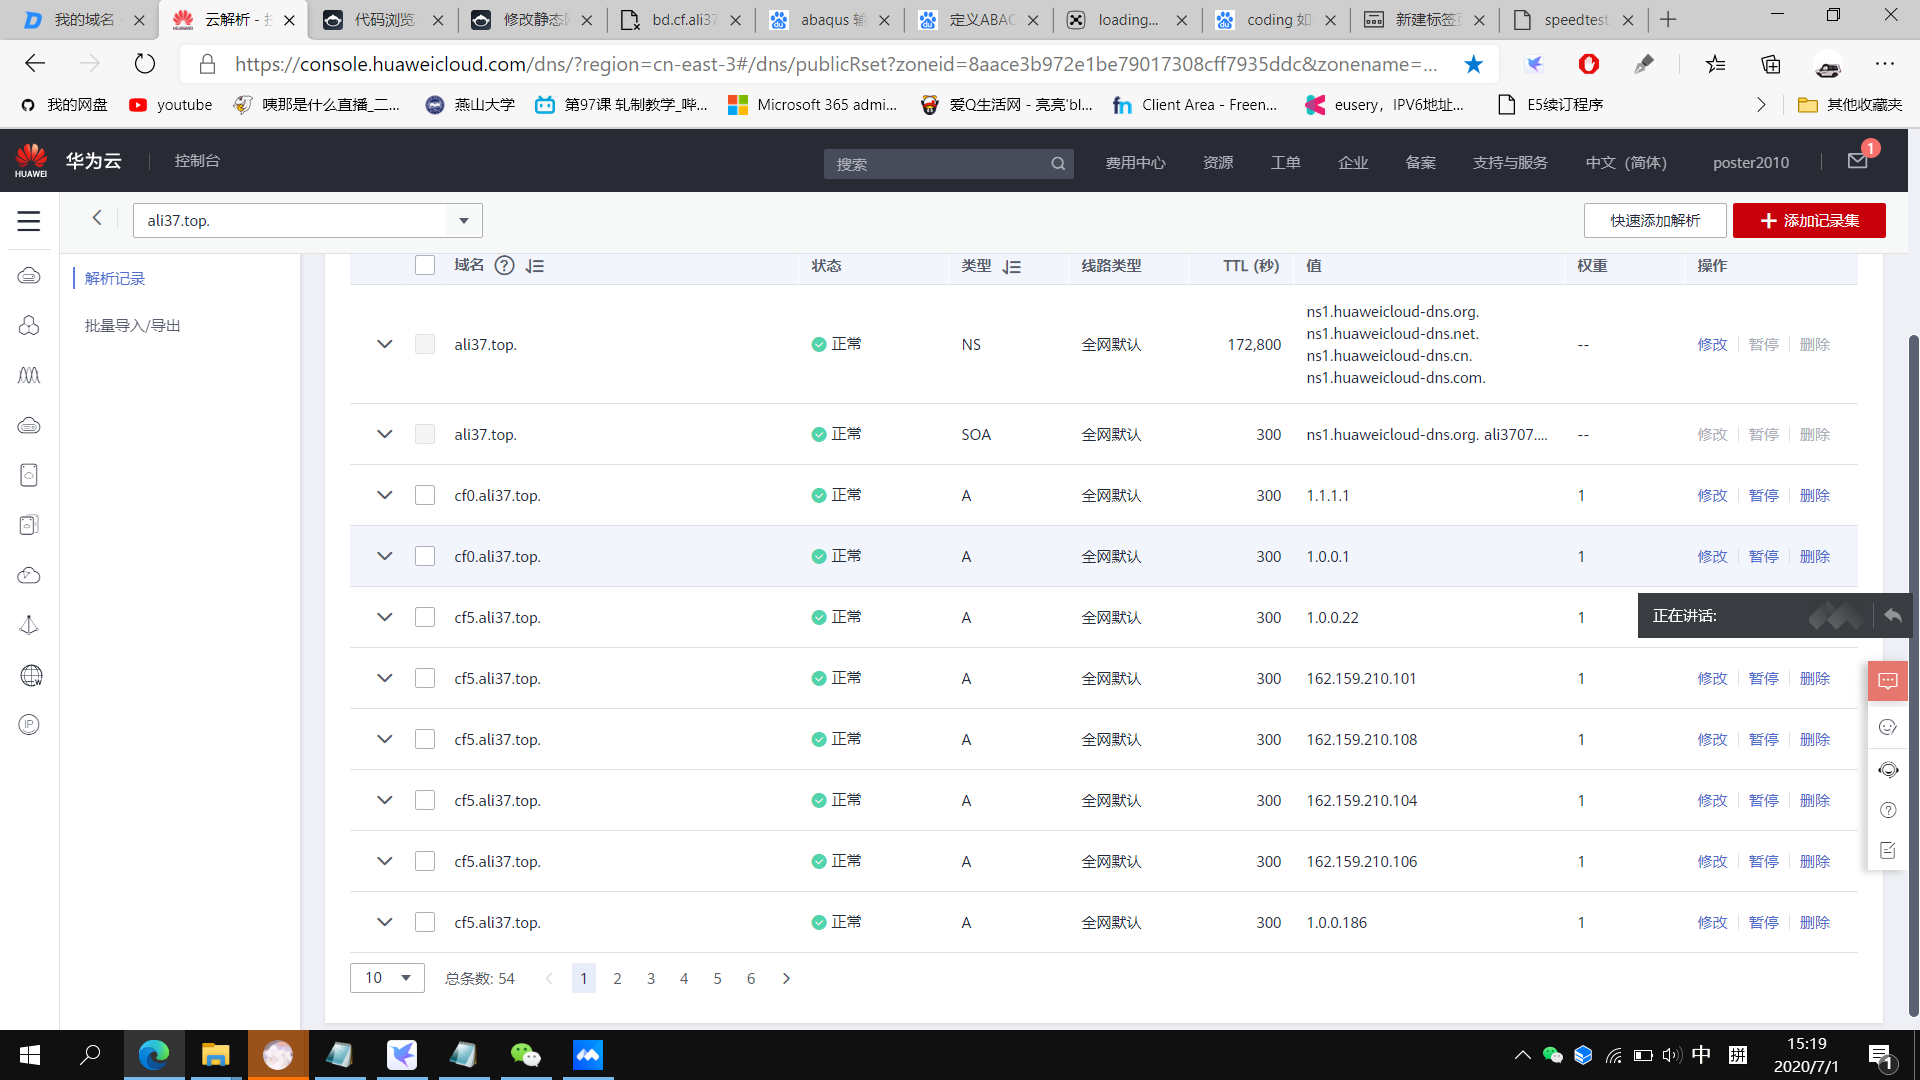 我的域名
云解析 - 控
代码浏览
修改静态网
bd.cf.ali37
abaqus 输
定义ABAC
loading...
coding 如
新建标签页
speedtest.
https://console.huaweicloud.com/dns/?region=cn-east-3#/dns/publicRset?zoneid=8aace3b972e1be79017308cff7935ddc&zonename=...
我的网盘
youtube
咦那是什么直播_二...
燕山大学
第97课 轧制教学_哔...
Microsoft 365 admi...
爱Q生活网 - 亮亮'bl...
Client Area - Freen...
eusery，IPV6地址...
E5续订程序
其他收藏夹
HUAWEI
华为云
控制台
搜索
费用中心
资源
工单
企业
备案
支持与服务
中文（简体）
poster2010
1
ali37.top.
快速添加解析
添加记录集
解析记录
批量导入/导出
域名 状态 类型 线路类型 TTL (秒) 值 权重 操作
ali37.top. 正常 NS 全网默认 172,800
ns1.huaweicloud-dns.org.
ns1.huaweicloud-dns.net.
ns1.huaweicloud-dns.cn.
ns1.huaweicloud-dns.com.
-- 修改 暂停 删除
ali37.top. 正常 SOA 全网默认 300 ns1.huaweicloud-dns.org. ali3707.... -- 修改 暂停 删除
cf0.ali37.top. 正常 A 全网默认 300 1.1.1.1 1 修改 暂停 删除
cf0.ali37.top. 正常 A 全网默认 300 1.0.0.1 1 修改 暂停 删除
cf5.ali37.top. 正常 A 全网默认 300 1.0.0.22 1
正在讲话:
cf5.ali37.top. 正常 A 全网默认 300 162.159.210.101 1 修改 暂停 删除
cf5.ali37.top. 正常 A 全网默认 300 162.159.210.108 1 修改 暂停 删除
cf5.ali37.top. 正常 A 全网默认 300 162.159.210.104 1 修改 暂停 删除
cf5.ali37.top. 正常 A 全网默认 300 162.159.210.106 1 修改 暂停 删除
cf5.ali37.top. 正常 A 全网默认 300 1.0.0.186 1 修改 暂停 删除
10 总条数: 54 1 2 3 4 5 6
中
拼
15:19
2020/7/1
1